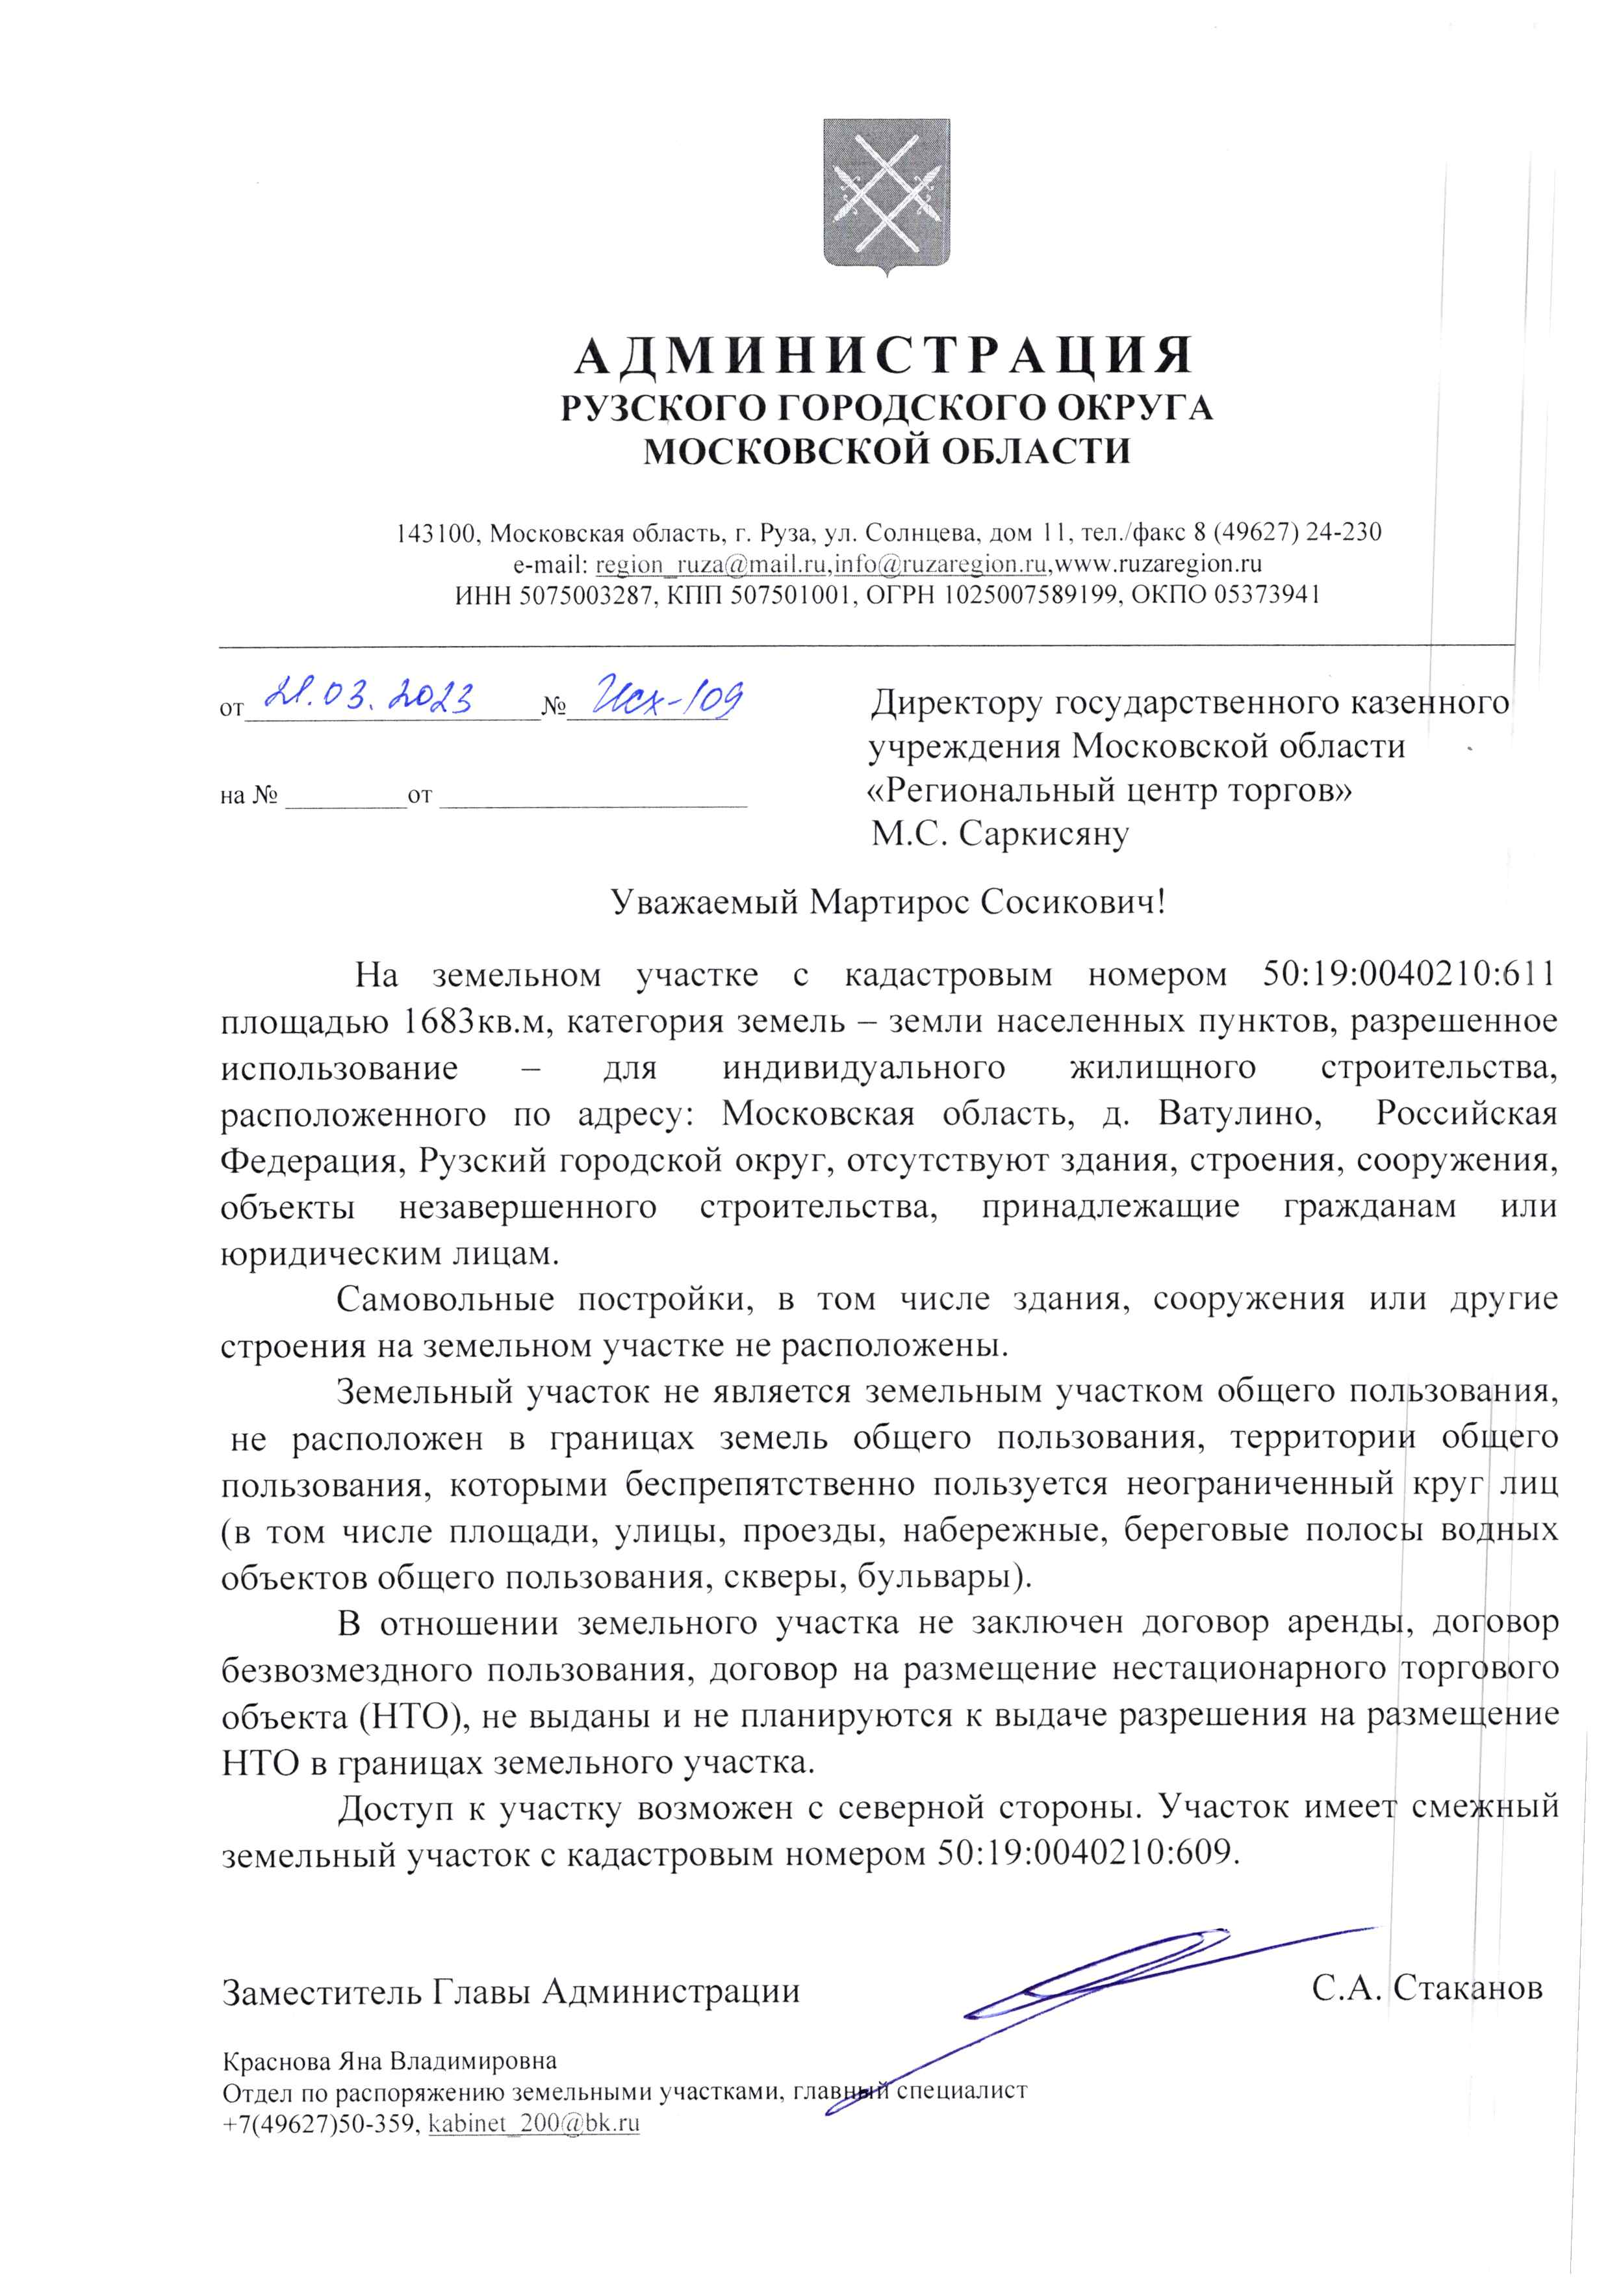 АДМИНИСТРАЦИЯ
РУЗСКОГО ГОРОДСКОГО ОКРУГА
МОСКОВСКОЙ ОБЛАСТИ
143100, Московская область, г. Руза, ул. Солнцева, дом 11, тел./факс 8 (49627) 24-230
e-mail: region_ruza@mail.ru,info@ruzaregion.ru,www.ruzaregion.ru
ИНН 5075003287, КПП 507501001, ОГРН 1025007589199, ОКПО 05373941
от 21.03.2023 № Исх-109
на № __________от ____________________
Директору государственного казенного
учреждения Московской области
«Региональный центр торгов»
М.С. Саркисяну
Уважаемый Мартирос Сосикович!
На земельном участке с кадастровым номером 50:19:0040210:611
площадью 1683кв.м, категория земель – земли населенных пунктов, разрешенное
использование – для индивидуального жилищного строительства,
расположенного по адресу: Московская область, д. Ватулино, Российская
Федерация, Рузский городской округ, отсутствуют здания, строения, сооружения,
объекты незавершенного строительства, принадлежащие гражданам или
юридическим лицам.
Самовольные постройки, в том числе здания, сооружения или другие
строения на земельном участке не расположены.
Земельный участок не является земельным участком общего пользования,
не расположен в границах земель общего пользования, территории общего
пользования, которыми беспрепятственно пользуется неограниченный круг лиц
(в том числе площади, улицы, проезды, набережные, береговые полосы водных
объектов общего пользования, скверы, бульвары).
В отношении земельного участка не заключен договор аренды, договор
безвозмездного пользования, договор на размещение нестационарного торгового
объекта (НТО), не выданы и не планируются к выдаче разрешения на размещение
НТО в границах земельного участка.
Доступ к участку возможен с северной стороны. Участок имеет смежный
земельный участок с кадастровым номером 50:19:0040210:609.
Заместитель Главы Администрации С.А. Стаканов
Краснова Яна Владимировна
Отдел по распоряжению земельными участками, главный специалист
+7(49627)50-359, kabinet_200@bk.ru